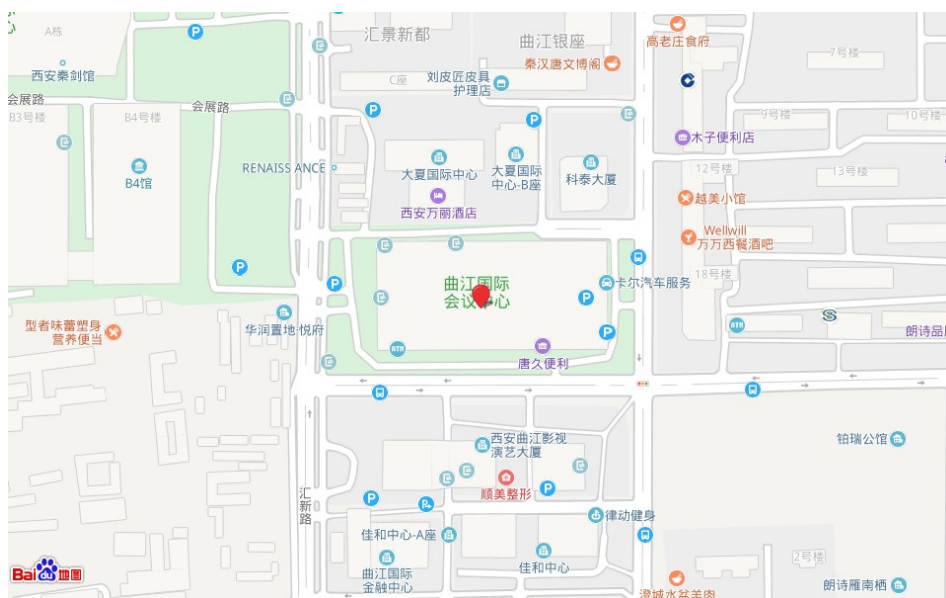 A栋
汇景新都
曲江银座
高老庄食府
7号楼
西安秦剑馆
刘皮匠皮具
护理店
秦汉唐文博阁
C座
会展路
会展路
B3号楼
B4号楼
9号楼
10号楼
木子便利店
B4馆
RENAISSANCE
大夏国际中心
大夏国际
中心-B座
科泰大厦
12号楼
13号楼
西安万丽酒店
越美小馆
Wellwill
万万西餐酒吧
曲江国际
会议中心
卡尔汽车服务
18号楼
型者味蕾塑身
营养便当
华润置地·悦府
ATM
ATM
唐久便利
朗诗品
西安曲江影视
演艺大厦
铂瑞公馆
顺美整形
汇新路
律动健身
佳和中心-A座
曲江国际
金融中心
佳和中心
2号楼
Bai du 地图
澄城水盆羊肉
朗诗雁南栖